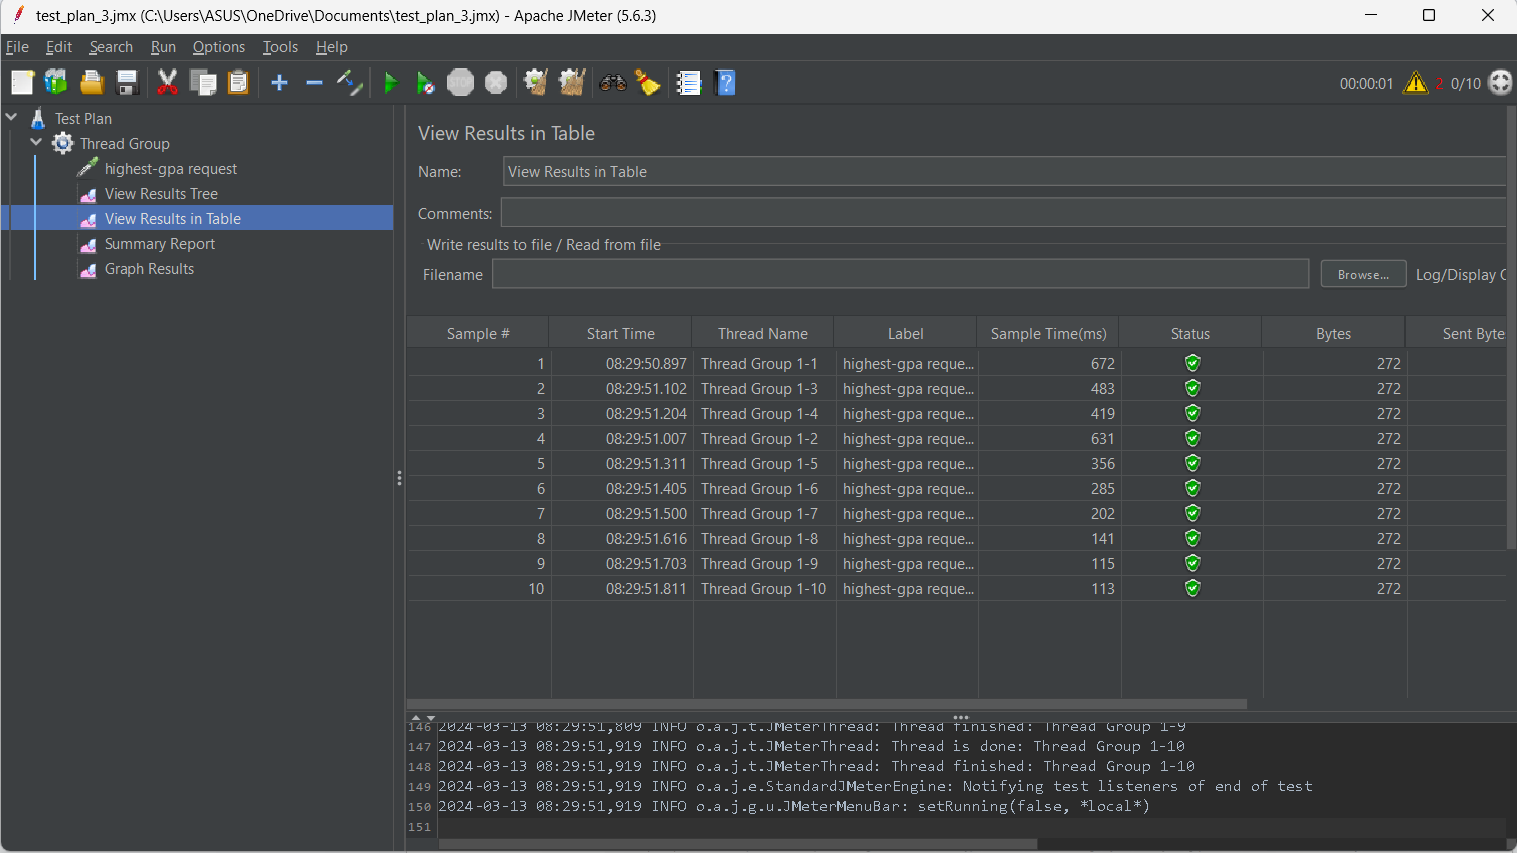 test_plan_3.jmx (C:\Users\ASUS\OneDrive\Documents\test_plan_3.jmx) - Apache JMeter (5.6.3)
File Edit Search Run Options Tools Help
00:00:01 2 0/10
Test Plan
Thread Group
highest-gpa request
View Results Tree
View Results in Table
Summary Report
Graph Results
View Results in Table
Name: View Results in Table
Comments:
Write results to file / Read from file
Filename Browse... Log/Display
Sample # Start Time Thread Name Label Sample Time(ms) Status Bytes Sent Byte
1 08:29:50.897 Thread Group 1-1 highest-gpa reque... 672 272
2 08:29:51.102 Thread Group 1-3 highest-gpa reque... 483 272
3 08:29:51.204 Thread Group 1-4 highest-gpa reque... 419 272
4 08:29:51.007 Thread Group 1-2 highest-gpa reque... 631 272
5 08:29:51.311 Thread Group 1-5 highest-gpa reque... 356 272
6 08:29:51.405 Thread Group 1-6 highest-gpa reque... 285 272
7 08:29:51.500 Thread Group 1-7 highest-gpa reque... 202 272
8 08:29:51.616 Thread Group 1-8 highest-gpa reque... 141 272
9 08:29:51.703 Thread Group 1-9 highest-gpa reque... 115 272
10 08:29:51.811 Thread Group 1-10 highest-gpa reque... 113 272
146 2024-03-13 08:29:51,809 INFO o.a.j.t.JMeterThread: Thread finished: Thread Group 1-9
147 2024-03-13 08:29:51,919 INFO o.a.j.t.JMeterThread: Thread is done: Thread Group 1-10
148 2024-03-13 08:29:51,919 INFO o.a.j.t.JMeterThread: Thread finished: Thread Group 1-10
149 2024-03-13 08:29:51,919 INFO o.a.j.e.StandardJMeterEngine: Notifying test listeners of end of test
150 2024-03-13 08:29:51,919 INFO o.a.j.g.u.JMeterMenuBar: setRunning(false, *local*)
151